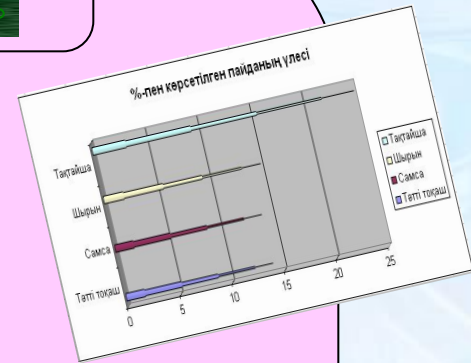 %-пен көрсетілген пайданың үлесі
Тақтайша
Шырын
Самса
Тәтті тоқаш
0 5 10 15 20 25
Тақтайша
Шырын
Самса
Тәтті тоқаш